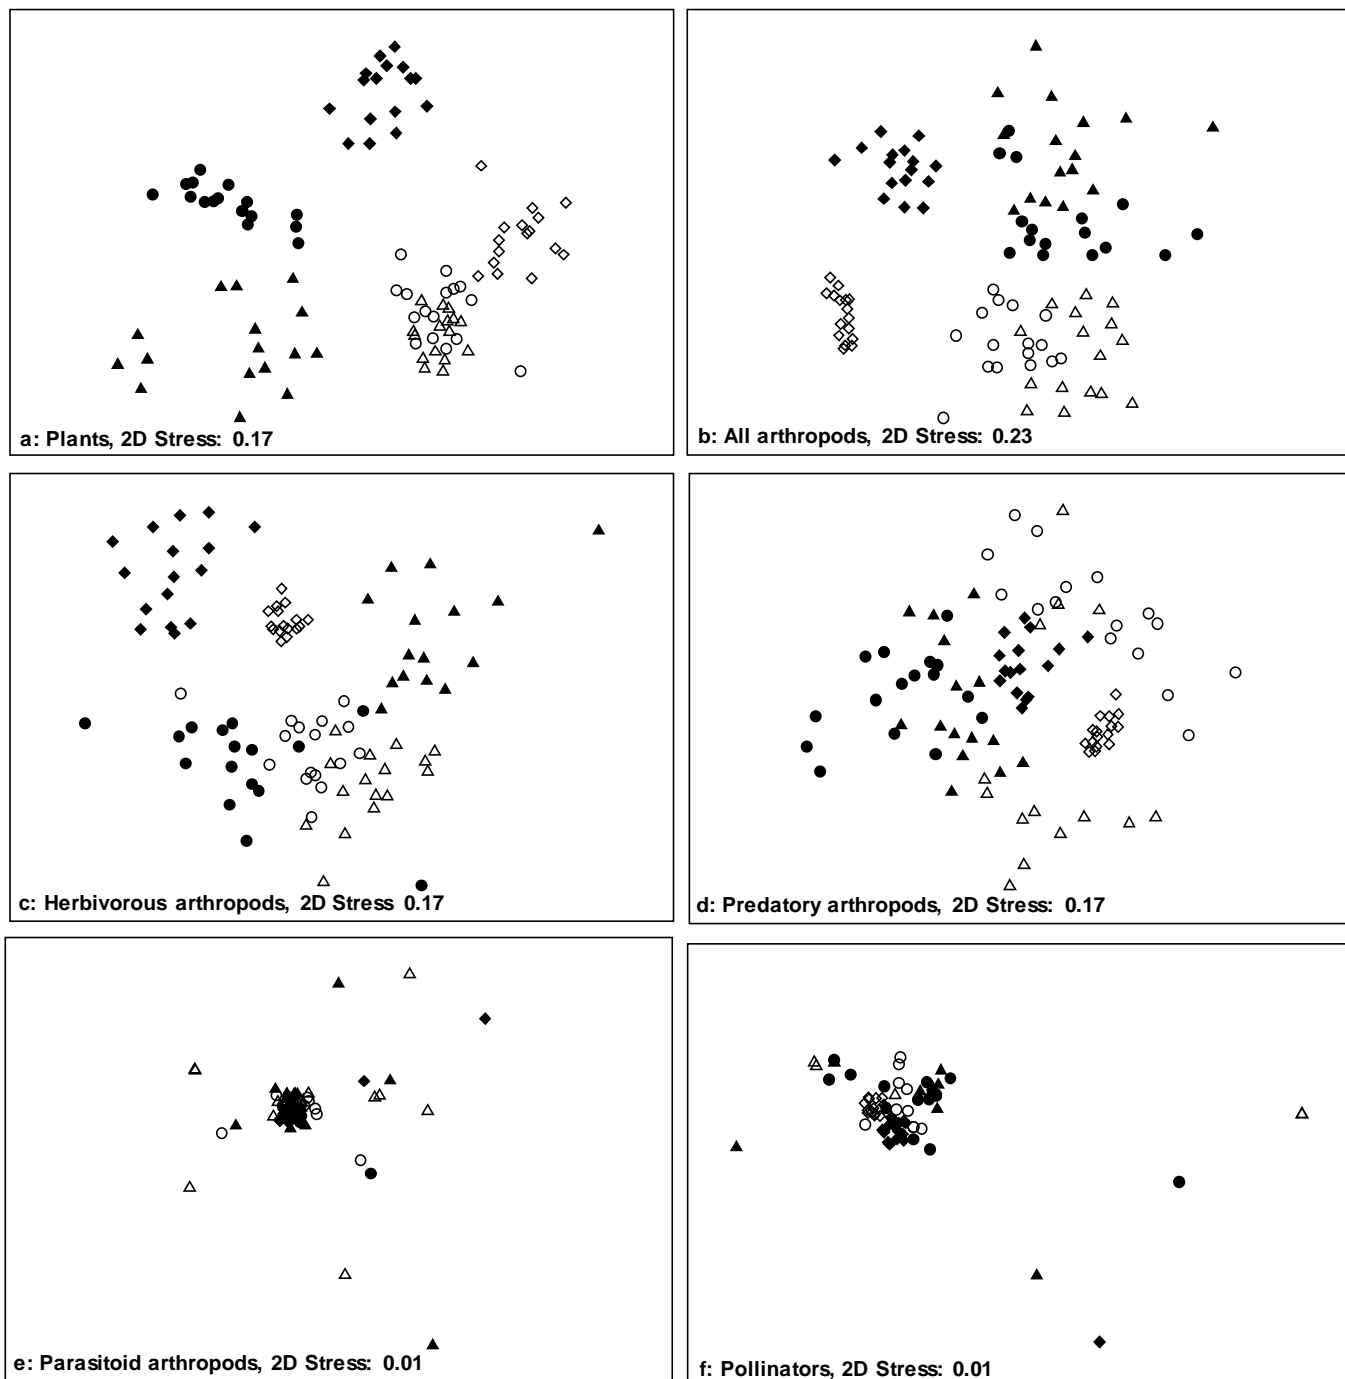 a: Plants, 2D Stress: 0.17
b: All arthropods, 2D Stress: 0.23
c: Herbivorous arthropods, 2D Stress 0.17
d: Predatory arthropods, 2D Stress: 0.17
e: Parasitoid arthropods, 2D Stress: 0.01
f: Pollinators, 2D Stress: 0.01